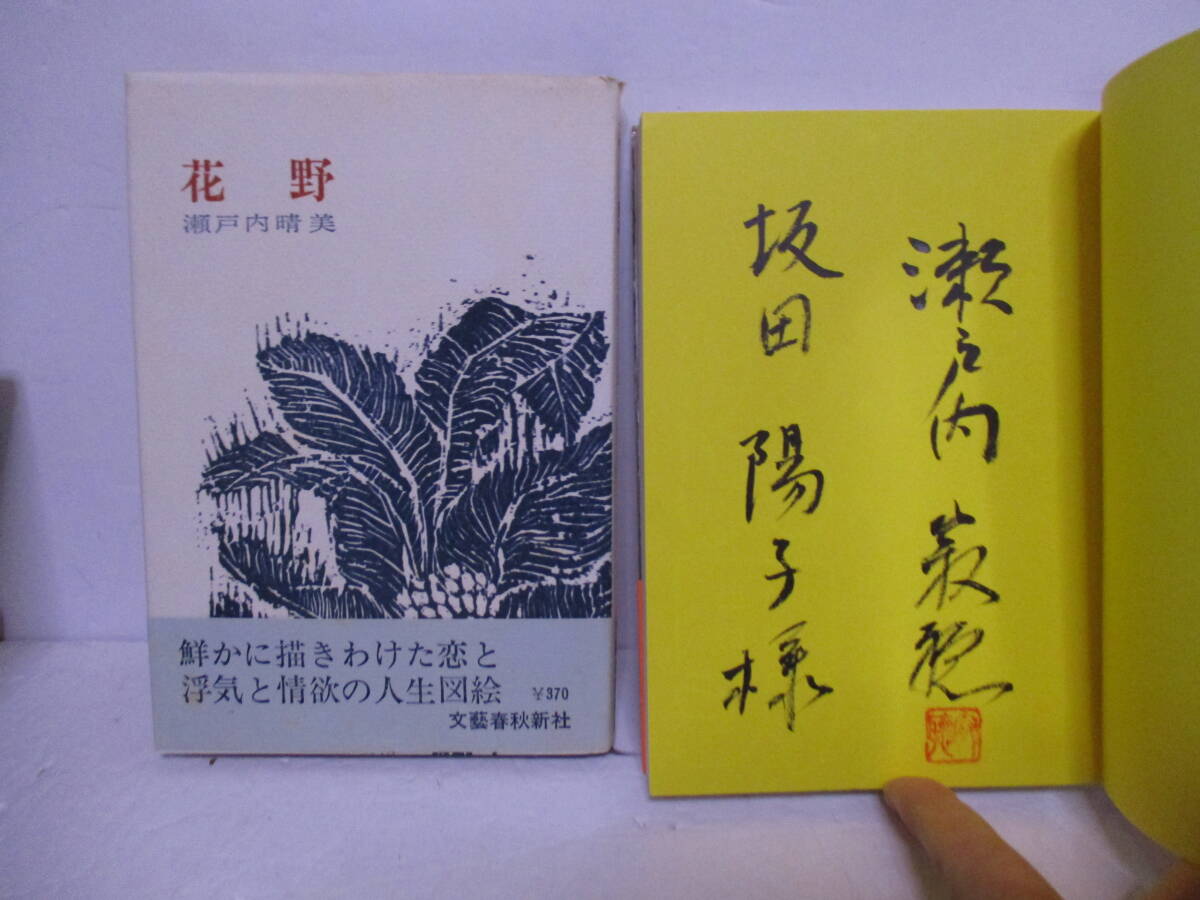 花野
瀬戸内晴美
鮮かに描きわけた恋と
浮気と情欲の人生図絵
￥370
文藝春秋新社
瀬戸内寂聴
坂田陽子様